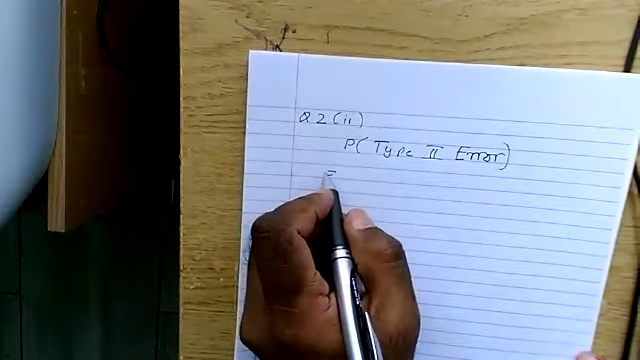 Q2(ii)
P( Type II Error)
=